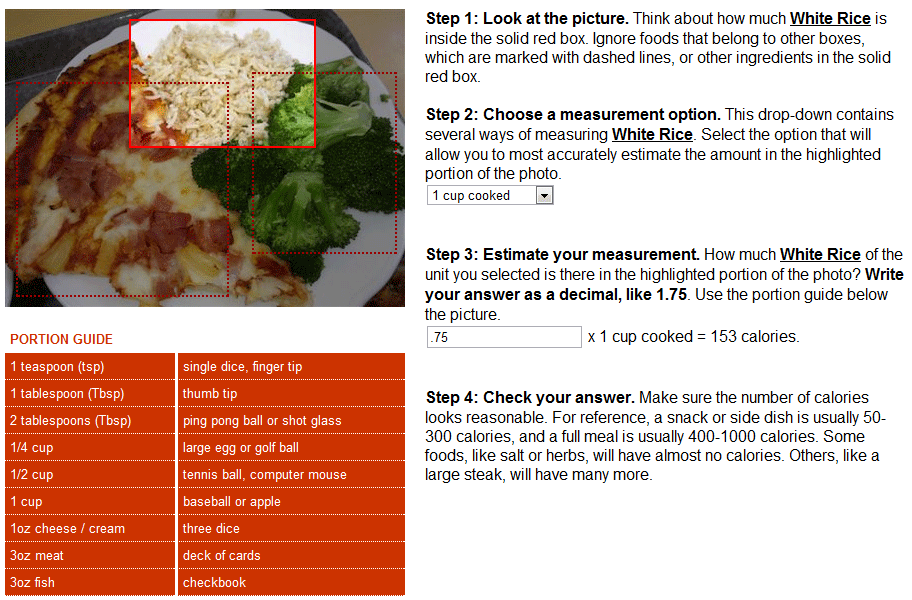 Step 1: Look at the picture. Think about how much White Rice is
inside the solid red box. Ignore foods that belong to other boxes,
which are marked with dashed lines, or other ingredients in the solid
red box.
Step 2: Choose a measurement option. This drop-down contains
several ways of measuring White Rice. Select the option that will
allow you to most accurately estimate the amount in the highlighted
portion of the photo.
1 cup cooked
Step 3: Estimate your measurement. How much White Rice of the
unit you selected is there in the highlighted portion of the photo? Write
your answer as a decimal, like 1.75. Use the portion guide below
the picture.
.75 x 1 cup cooked = 153 calories.
Step 4: Check your answer. Make sure the number of calories
looks reasonable. For reference, a snack or side dish is usually 50-
300 calories, and a full meal is usually 400-1000 calories. Some
foods, like salt or herbs, will have almost no calories. Others, like a
large steak, will have many more.
PORTION GUIDE
1 teaspoon (tsp) single dice, finger tip
1 tablespoon (Tbsp) thumb tip
2 tablespoons (Tbsp) ping pong ball or shot glass
1/4 cup large egg or golf ball
1/2 cup tennis ball, computer mouse
1 cup baseball or apple
1oz cheese / cream three dice
3oz meat deck of cards
3oz fish checkbook